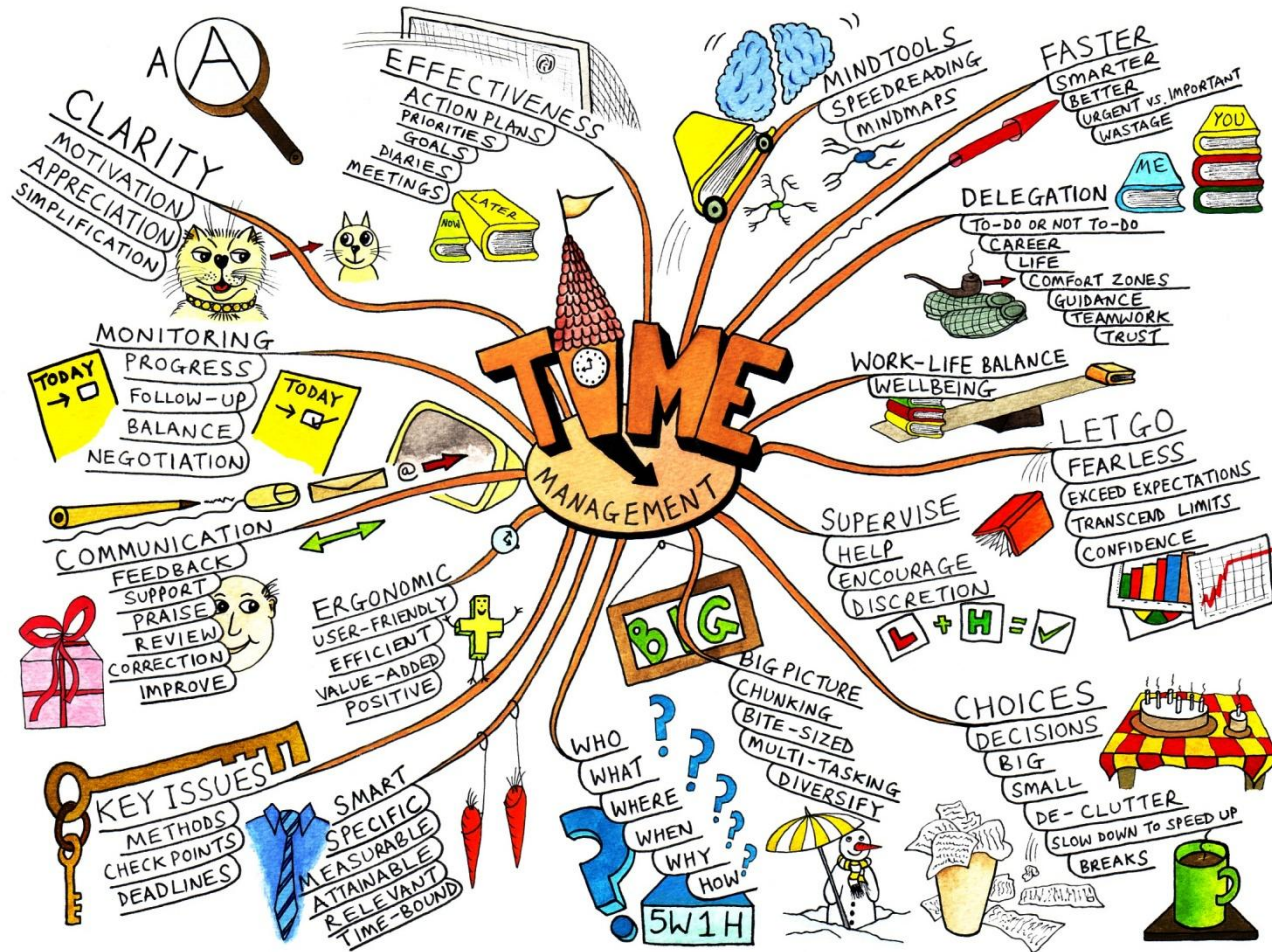 TIME
MANAGEMENT
A A
CLARITY
MOTIVATION
APPRECIATION
SIMPLIFICATION
EFFECTIVENESS
ACTION PLANS
PRIORITIES
GOALS
DIARIES
MEETINGS
NOW
LATER
@
MINDTOOLS
SPEEDREADING
MINDMAPS
FASTER
SMARTER
BETTER
URGENT VS. IMPORTANT
WASTAGE
YOU
ME
DELEGATION
TO-DO OR NOT TO-DO
CAREER
LIFE
COMFORT ZONES
GUIDANCE
TEAMWORK
TRUST
WORK-LIFE BALANCE
WELLBEING
LET GO
FEARLESS
EXCEED EXPECTATIONS
TRANSCEND LIMITS
CONFIDENCE
SUPERVISE
HELP
ENCOURAGE
DISCRETION
L + H = ✓
CHOICES
DECISIONS
BIG
SMALL
DE-CLUTTER
SLOW DOWN TO SPEED UP
BREAKS
BIG
BIG PICTURE
CHUNKING
BITE-SIZED
MULTI-TASKING
DIVERSIFY
WHO
WHAT
WHERE
WHEN
WHY
HOW
? ? ? ? ? ? ?
5W1H
SMART
SPECIFIC
MEASURABLE
ATTAINABLE
RELEVANT
TIME-BOUND
KEY ISSUES
METHODS
CHECKPOINTS
DEADLINES
ERGONOMIC
USER-FRIENDLY
EFFICIENT
VALUE-ADDED
POSITIVE
COMMUNICATION
FEEDBACK
SUPPORT
PRAISE
REVIEW
CORRECTION
IMPROVE
@
MONITORING
PROGRESS
FOLLOW-UP
BALANCE
NEGOTIATION
TODAY
→ ☐
TODAY
→ ☑